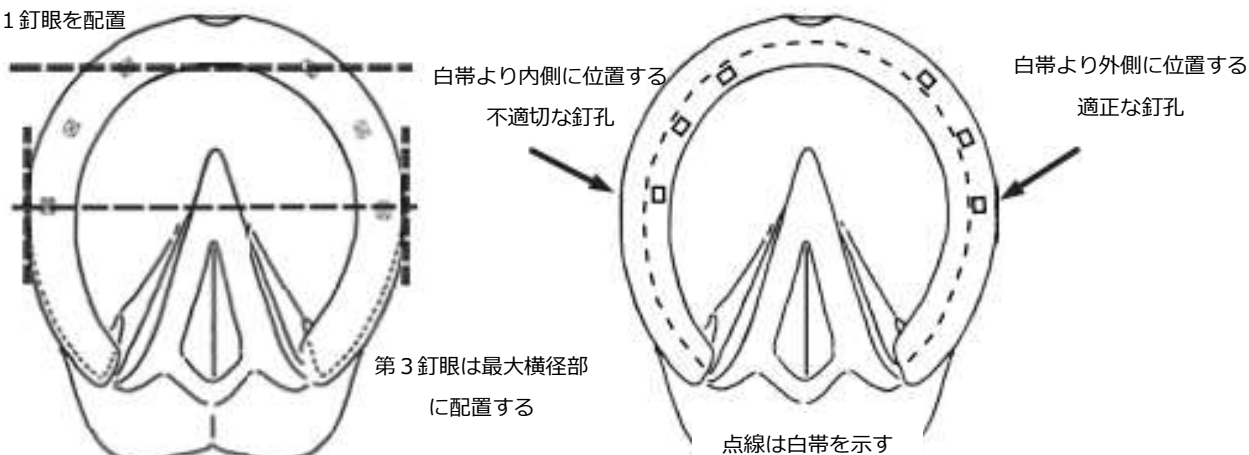 1釘眼を配置
白帯より内側に位置する
不適切な釘孔
白帯より外側に位置する
適正な釘孔
第3釘眼は最大横径部
に配置する
点線は白帯を示す